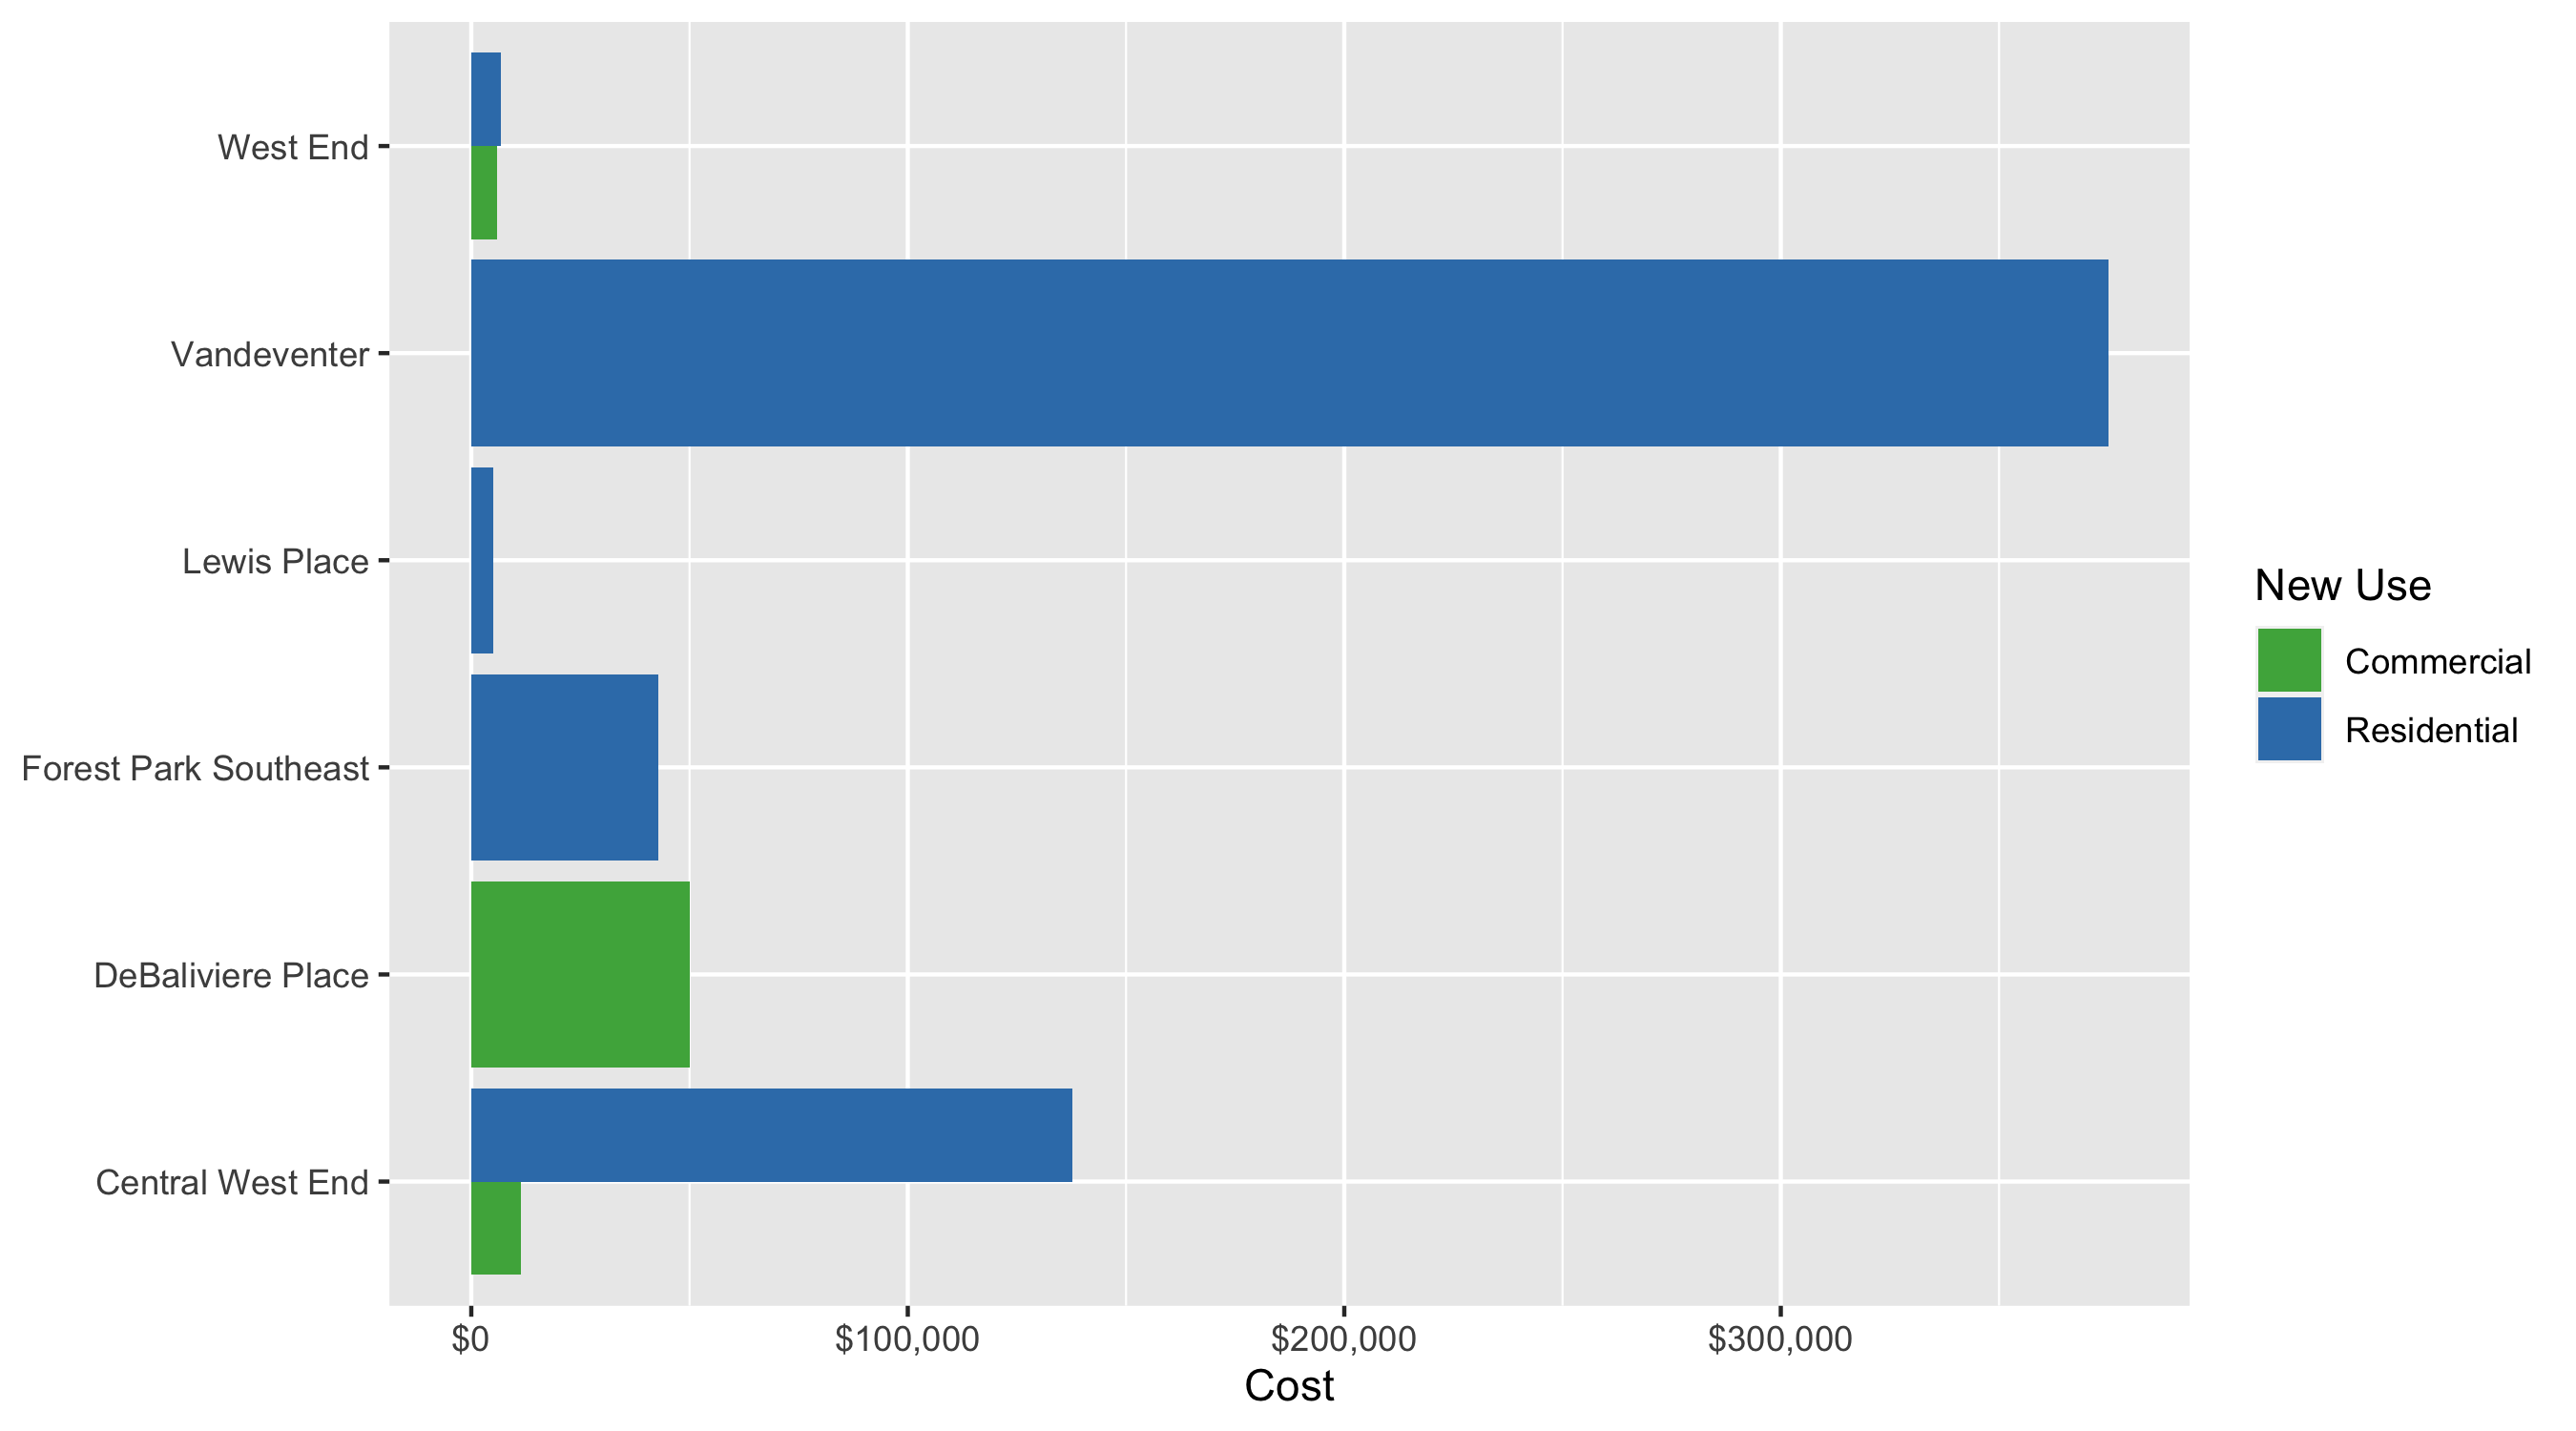 West End
Vandeventer
Lewis Place
Forest Park Southeast
DeBaliviere Place
Central West End
$0 $100,000 $200,000 $300,000
Cost
New Use
Commercial
Residential